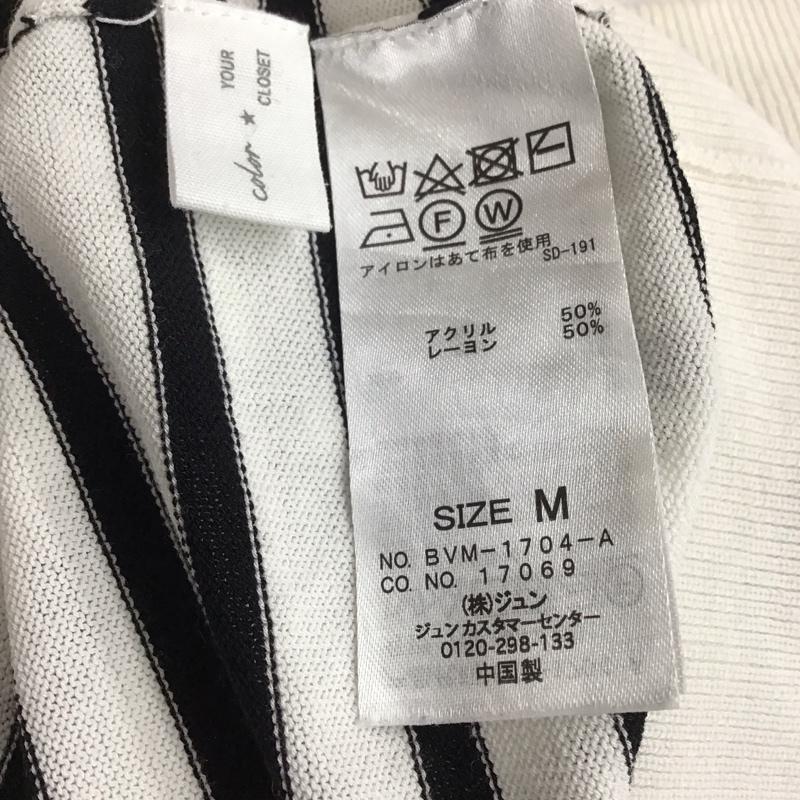 YOUR
CLOSET
color ★
F W
アイロンはあて布を使用
SD-191
アクリル 50%
レーヨン 50%
SIZE M
NO. BVM-1704-A
CO. NO. 17069
(株)ジュン
ジュンカスタマーセンター
0120-298-133
中国製